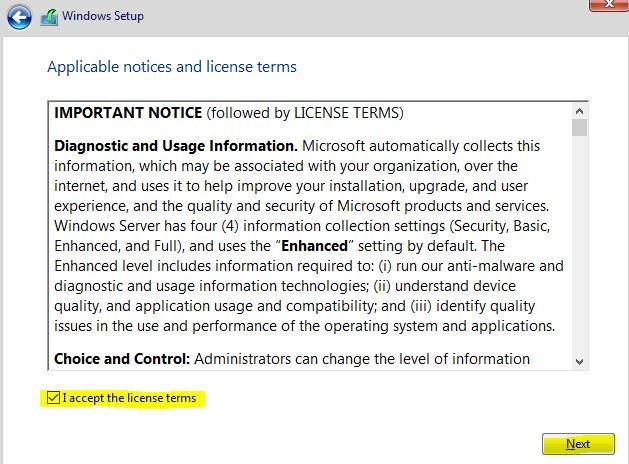 Windows Setup
Applicable notices and license terms
IMPORTANT NOTICE (followed by LICENSE TERMS)
Diagnostic and Usage Information. Microsoft automatically collects this
information, which may be associated with your organization, over the
internet, and uses it to help improve your installation, upgrade, and user
experience, and the quality and security of Microsoft products and services.
Windows Server has four (4) information collection settings (Security, Basic,
Enhanced, and Full), and uses the “Enhanced” setting by default. The
Enhanced level includes information required to: (i) run our anti-malware and
diagnostic and usage information technologies; (ii) understand device
quality, and application usage and compatibility; and (iii) identify quality
issues in the use and performance of the operating system and applications.
Choice and Control: Administrators can change the level of information
I accept the license terms
Next